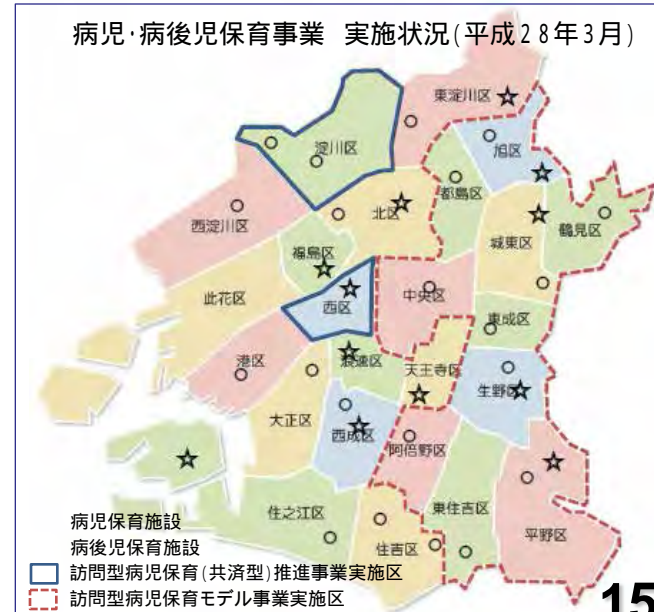 病児･病後児保育事業 実施状況(平成28年3月)
東淀川区
淀川区
旭区
都島区
北区
西淀川区
鶴見区
城東区
福島区
此花区
西区
中央区
東成区
港区
浪速区
天王寺区
生野区
大正区
西成区
阿倍野区
東住吉区
平野区
住之江区
住吉区
病児保育施設
病後児保育施設
訪問型病児保育(共済型)推進事業実施区
訪問型病児保育モデル事業実施区
15